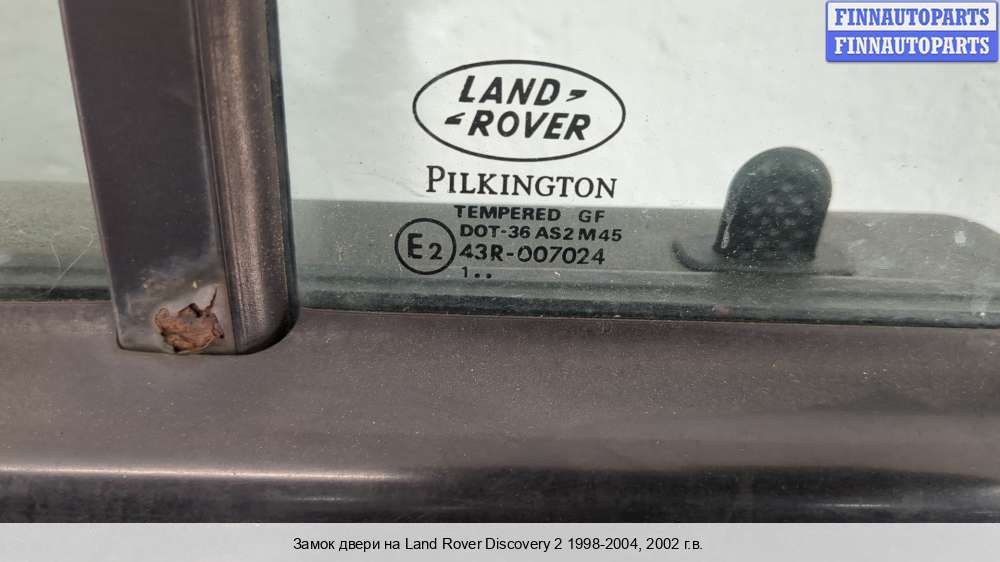 FINNAUTOPARTS
FINNAUTOPARTS
LAND
ROVER
PILKINGTON
TEMPERED GF
DOT-36 AS2 M45
E2 43R-007024
1..
Замок двери на Land Rover Discovery 2 1998-2004, 2002 г.в.